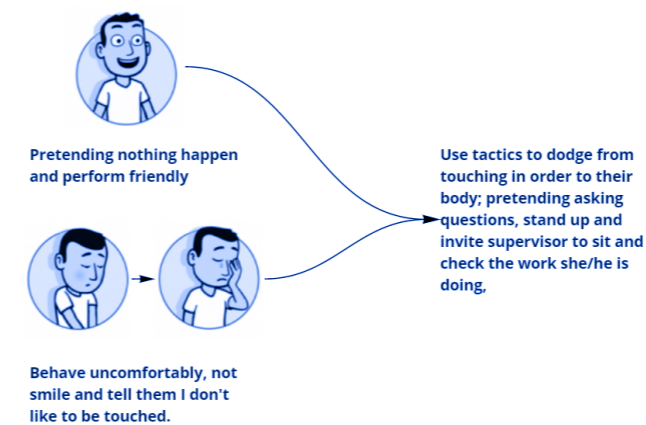 Pretending nothing happen
and perform friendly
Use tactics to dodge from
touching in order to their
body; pretending asking
questions, stand up and
invite supervisor to sit and
check the work she/he is
doing,
Behave uncomfortably, not
smile and tell them I don't
like to be touched.